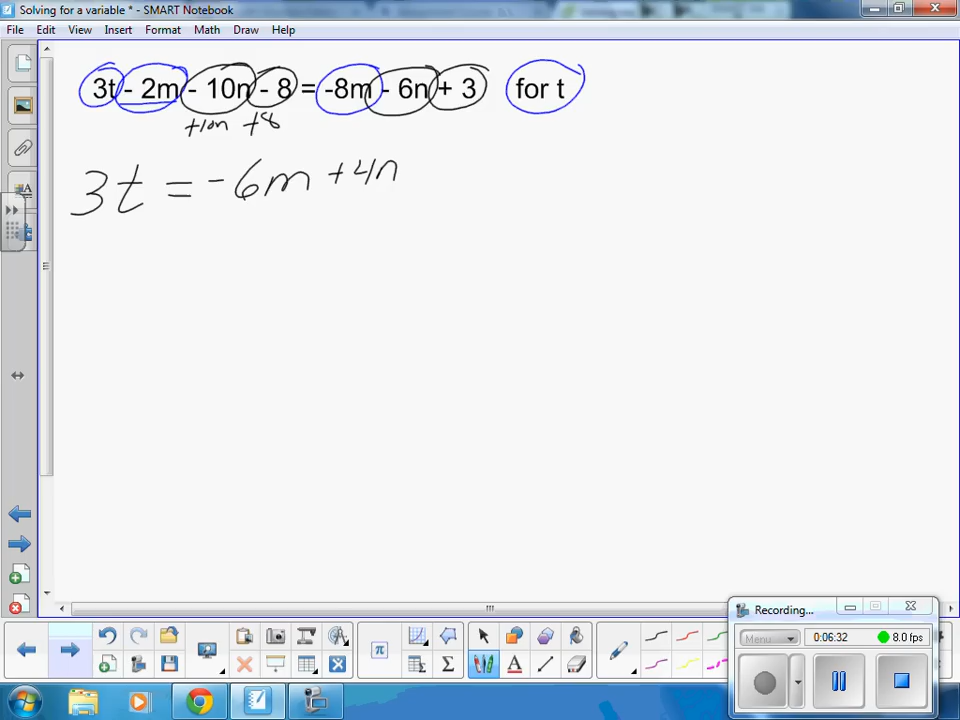 Solving for a variable * - SMART Notebook
File Edit View Insert Format Math Draw Help
3t - 2m - 10n - 8 = -8m - 6n + 3 for t
+10n +8
3t = -6m +4n
Recording...
Menu 0:06:32 8.0 fps